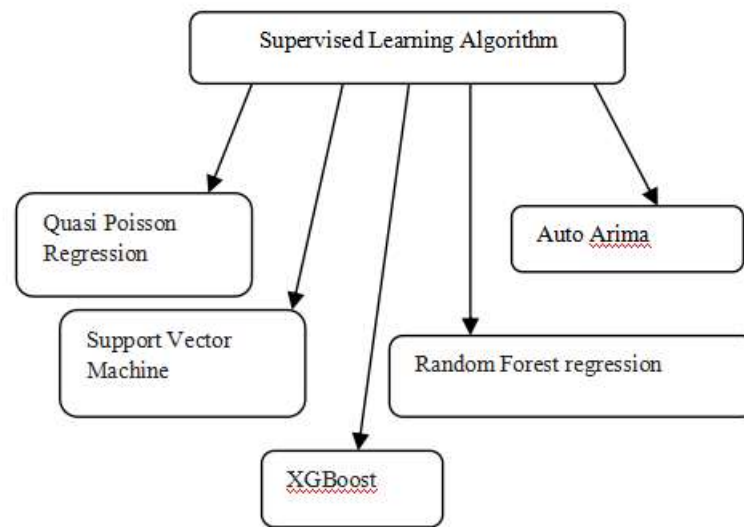 Supervised Learning Algorithm
Quasi Poisson
Regression
Auto Arima
Support Vector
Machine
Random Forest regression
XGBoost